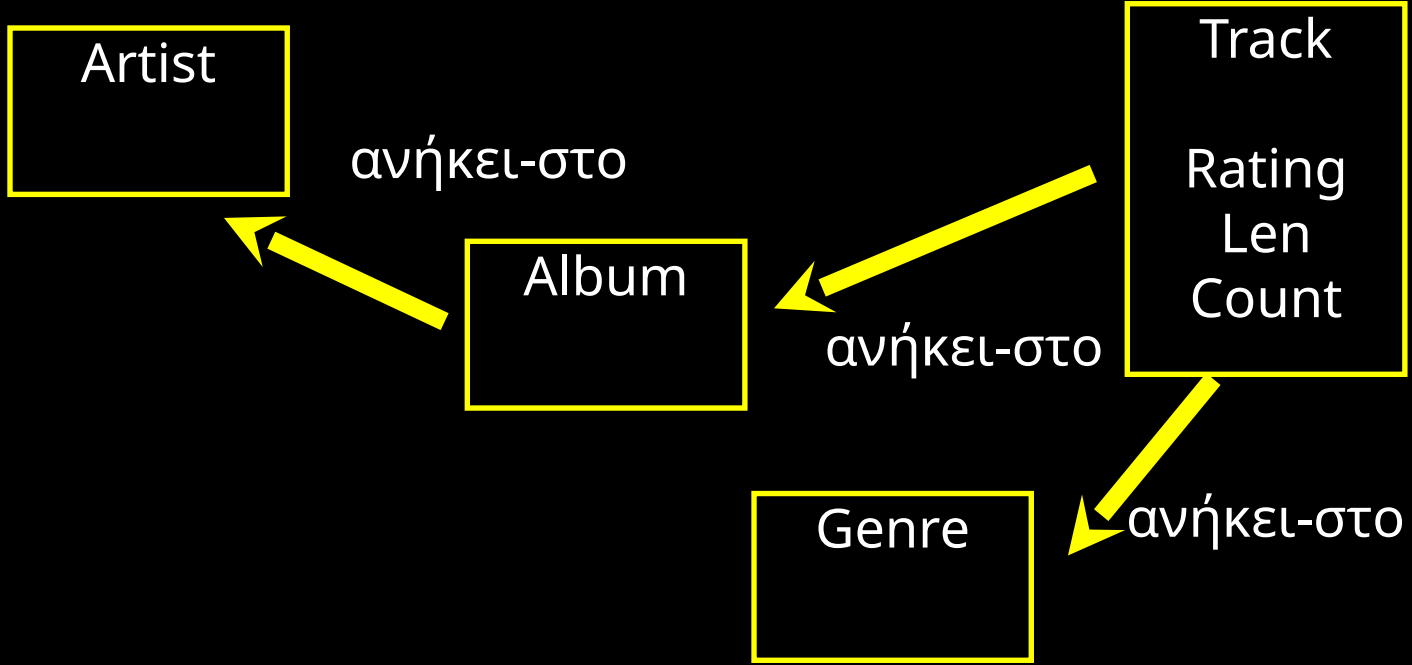 Artist
ανήκει-στο
Album
ανήκει-στο
Track
Rating
Len
Count
ανήκει-στο
Genre